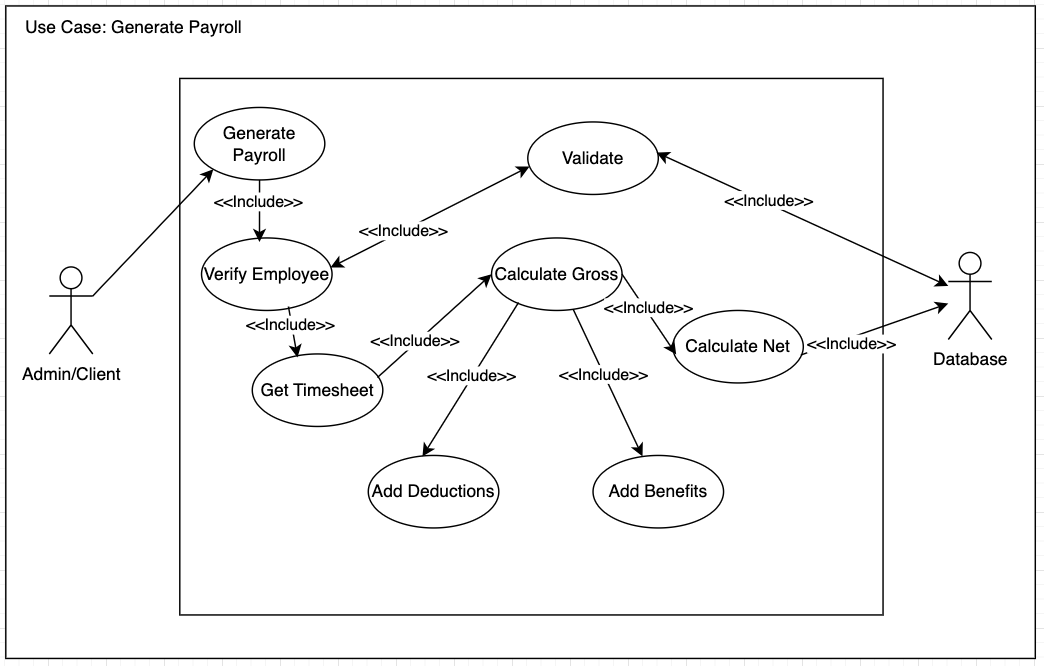 Use Case: Generate Payroll
Generate
Payroll
Validate
<<Include>>
<<Include>>
<<Include>>
Verify Employee
Calculate Gross
<<Include>>
<<Include>>
<<Include>>
Calculate Net
<<Include>>
Database
Admin/Client
<<Include>>
<<Include>>
Get Timesheet
Add Deductions
Add Benefits